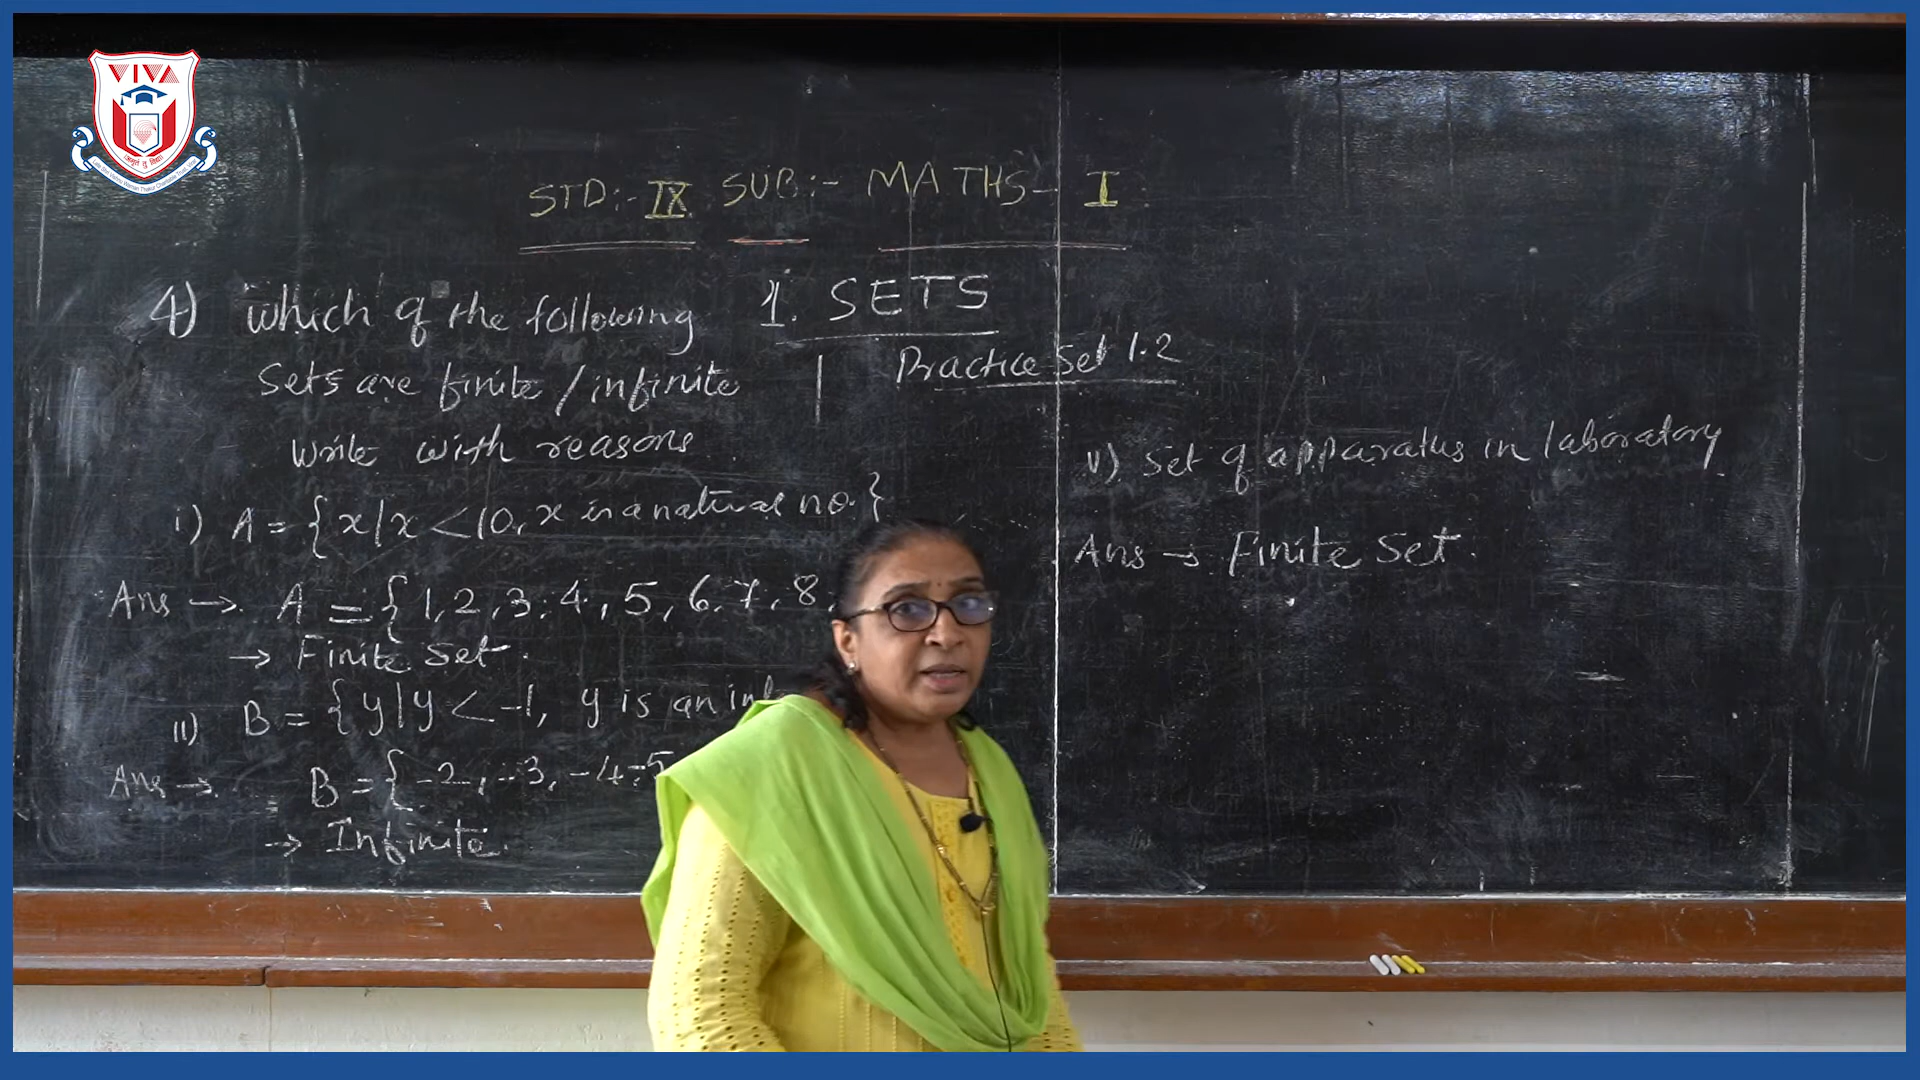 VIVA
STD:- IX SUB:- MATHS- I
1. SETS
Practice Set 1.2
4) Which of the following
Sets are finite / infinite
Write with reasons
i) A = {x/x < 10, x is a natural no.}
Ans → A = {1, 2, 3, 4, 5, 6, 7, 8,
→ Finite Set.
ii) B = {y/y < -1, y is an int
Ans → B = {-2, -3, -4, -5
→ Infinite.
v) Set of apparatus in laboratory
Ans → Finite Set.